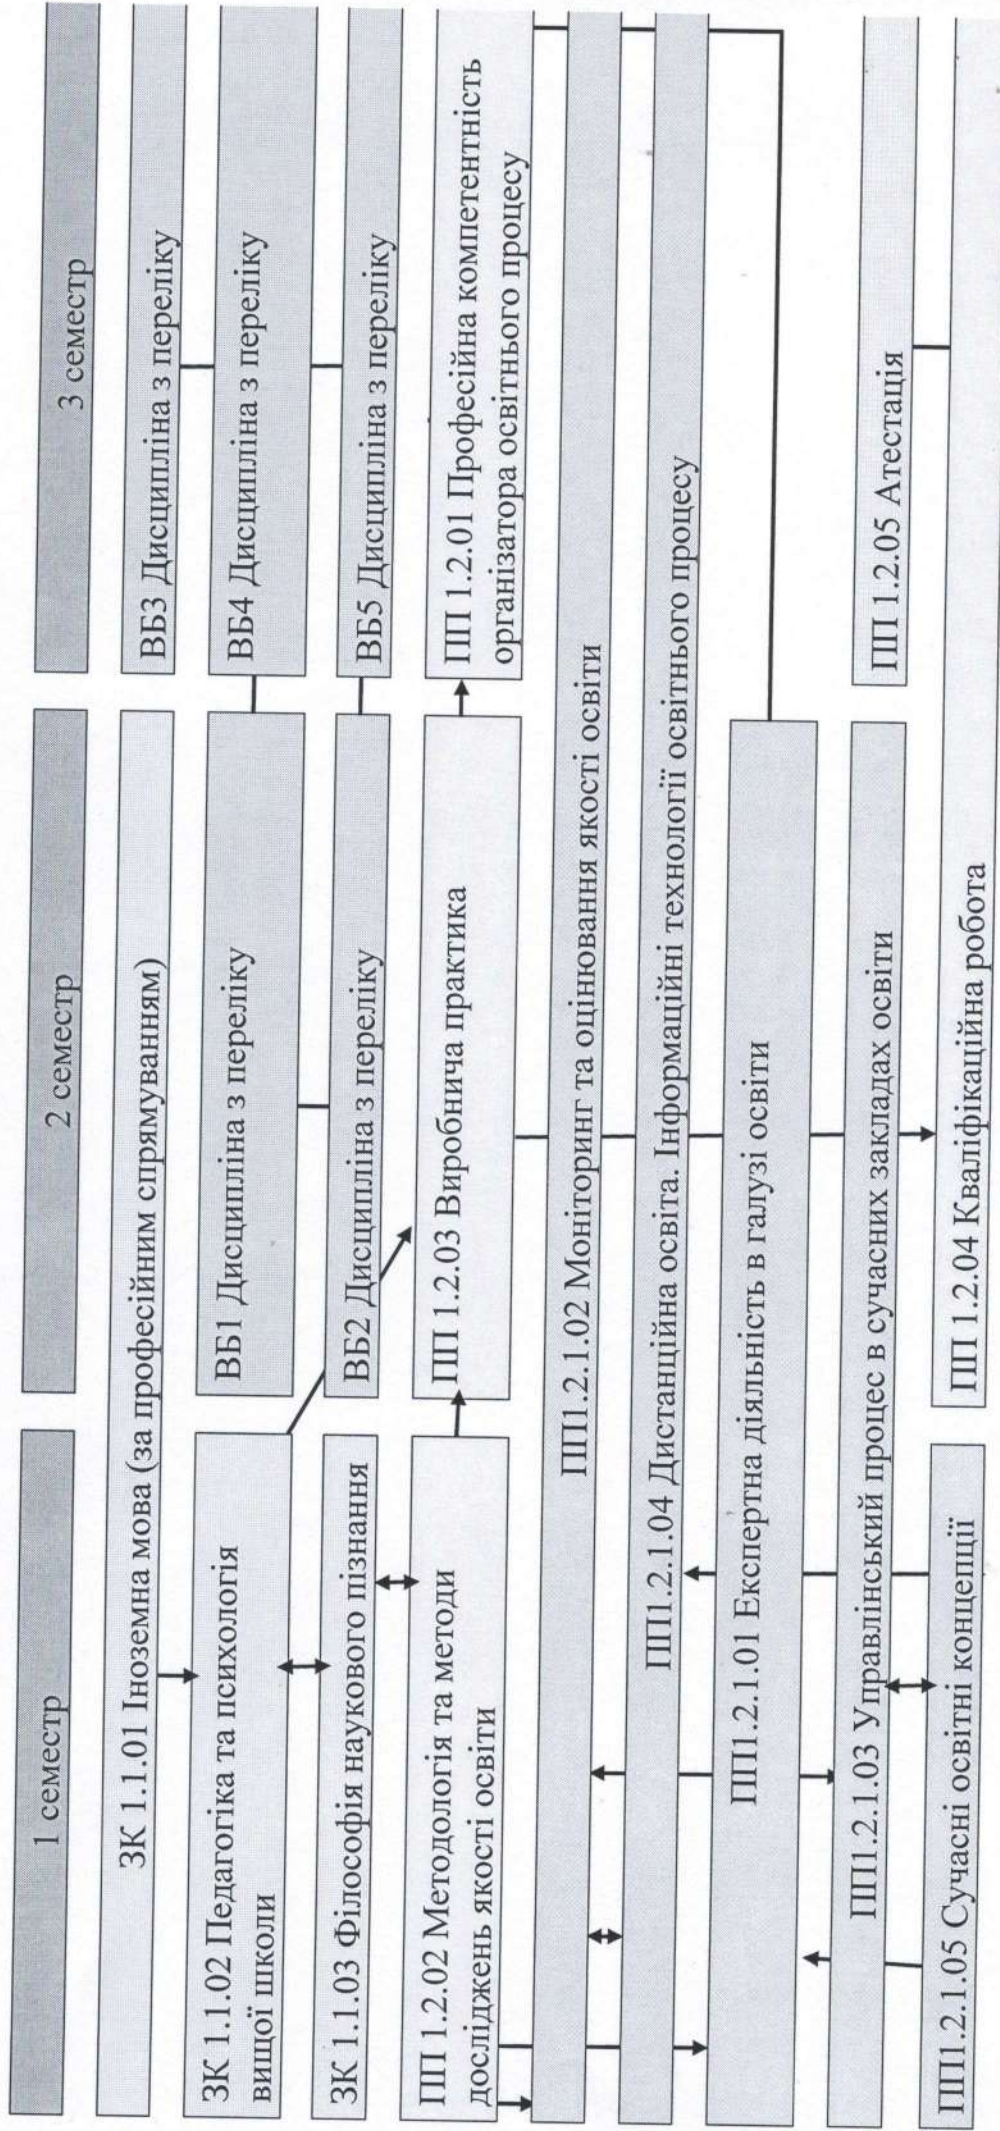 1 семестр
2 семестр
3 семестр
ЗК 1.1.01 Іноземна мова (за професійним спрямуванням)
ВБ3 Дисципліна з переліку
ЗК 1.1.02 Педагогіка та психологія
вищої школи
ВБ1 Дисципліна з переліку
ВБ4 Дисципліна з переліку
ЗК 1.1.03 Філософія наукового пізнання
ВБ2 Дисципліна з переліку
ВБ5 Дисципліна з переліку
ПП 1.2.02 Методологія та методи
досліджень якості освіти
ПП 1.2.03 Виробнича практика
ПП 1.2.01 Професійна компетентність
організатора освітнього процесу
ПП1.2.1.02 Моніторинг та оцінювання якості освіти
ПП1.2.1.04 Дистанційна освіта. Інформаційні технології освітнього процесу
ПП1.2.1.01 Експертна діяльність в галузі освіти
ПП1.2.1.03 Управлінський процес в сучасних закладах освіти
ПП 1.2.05 Атестація
ПП1.2.1.05 Сучасні освітні концепції
ПП 1.2.04 Кваліфікаційна робота